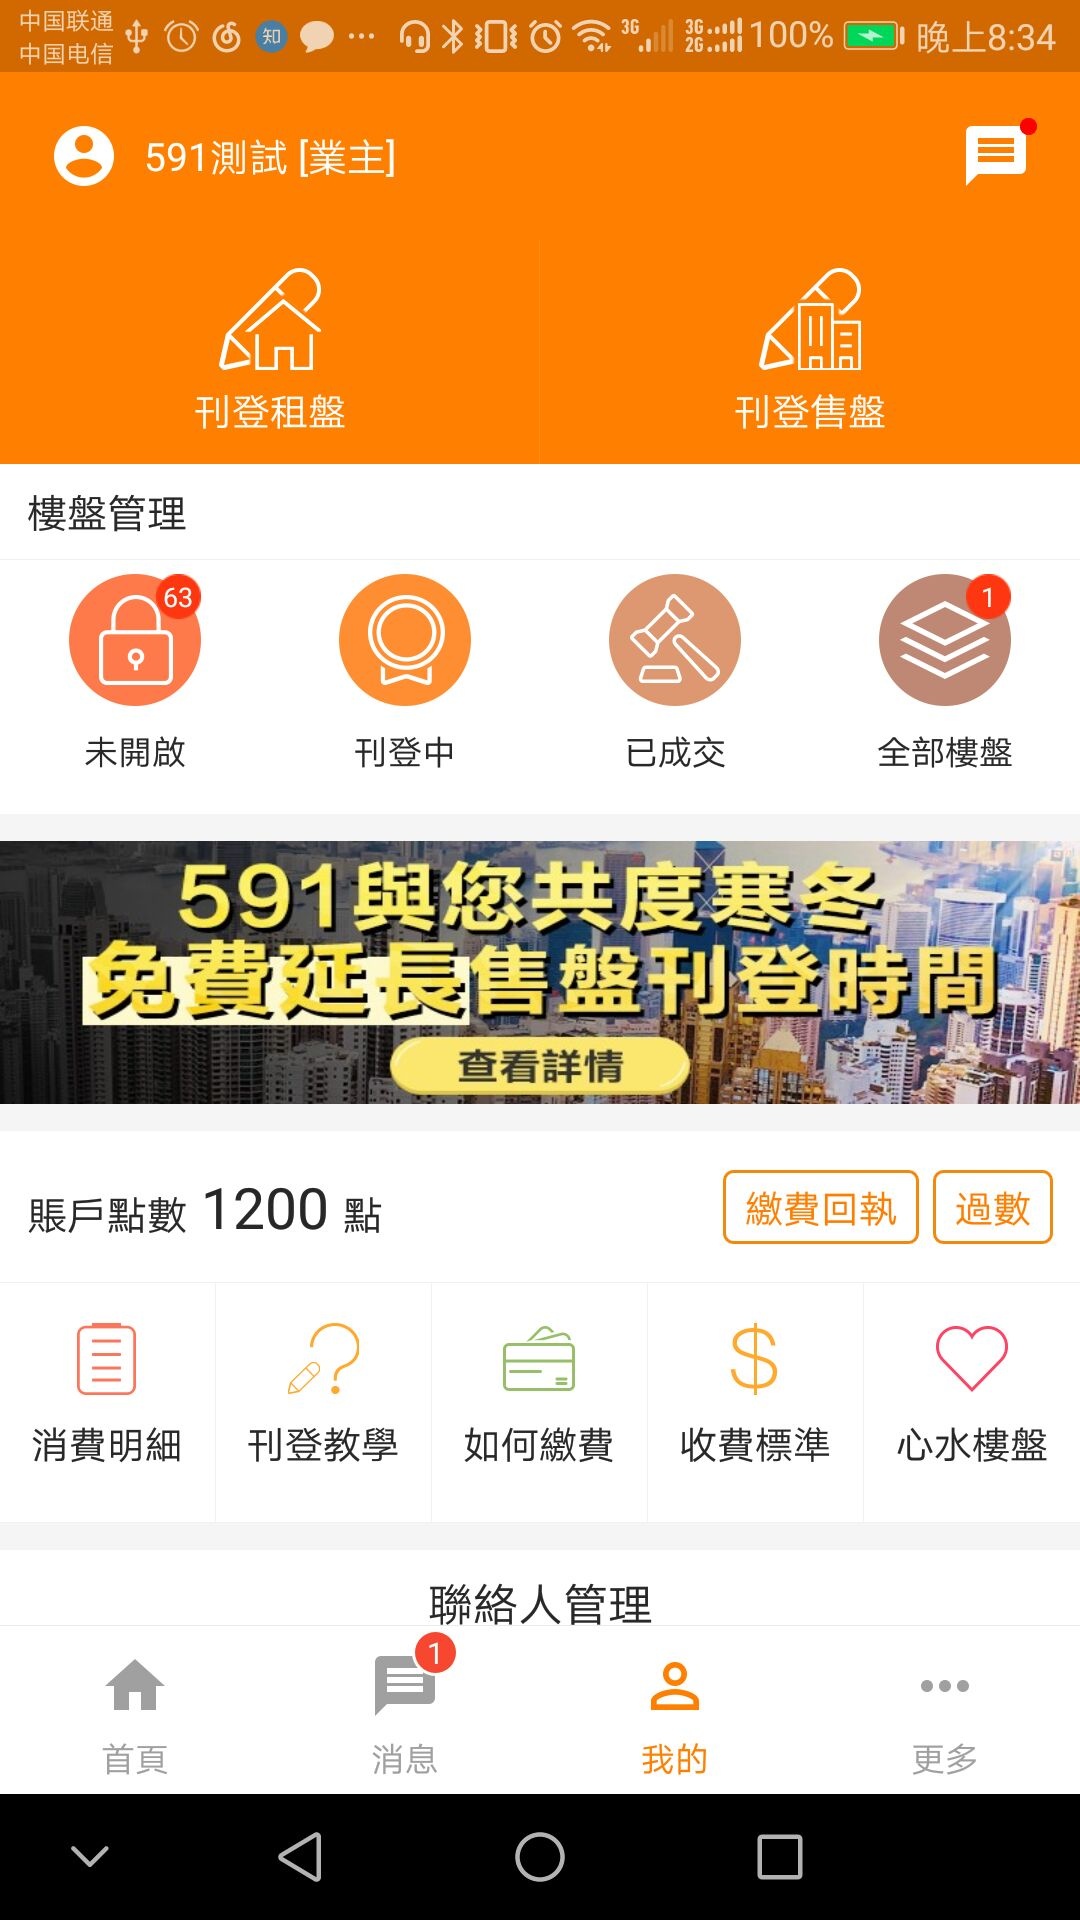 中国联通
中国电信
知
3G
3G
2G
100%
晚上8:34
591測試 [業主]
刊登租盤
刊登售盤
樓盤管理
63
1
未開啟
刊登中
已成交
全部樓盤
591與您共度寒冬
免費延長售盤刊登時間
查看詳情
賬戶點數 1200 點
繳費回執
過數
消費明細
刊登教學
如何繳費
收費標準
心水樓盤
聯絡人管理
1
首頁
消息
我的
更多